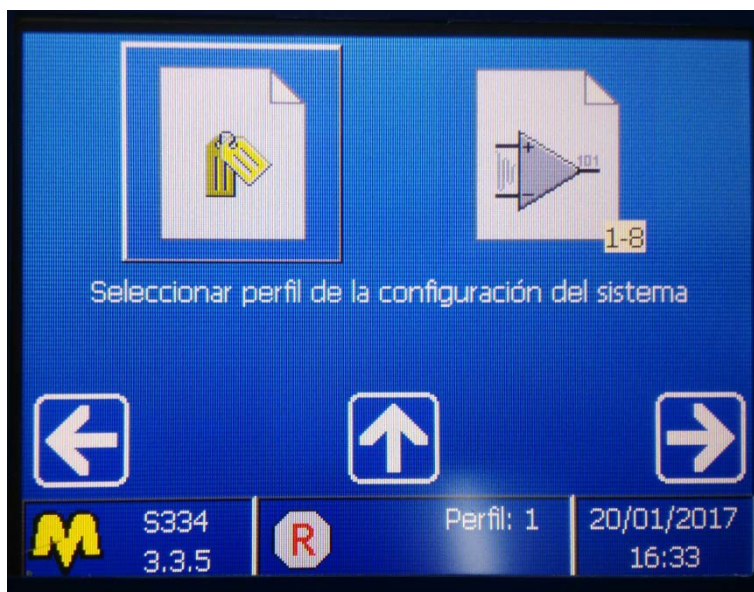 101
1-8
Seleccionar perfil de la configuración del sistema
S334
3.3.5
R
Perfil: 1
20/01/2017
16:33